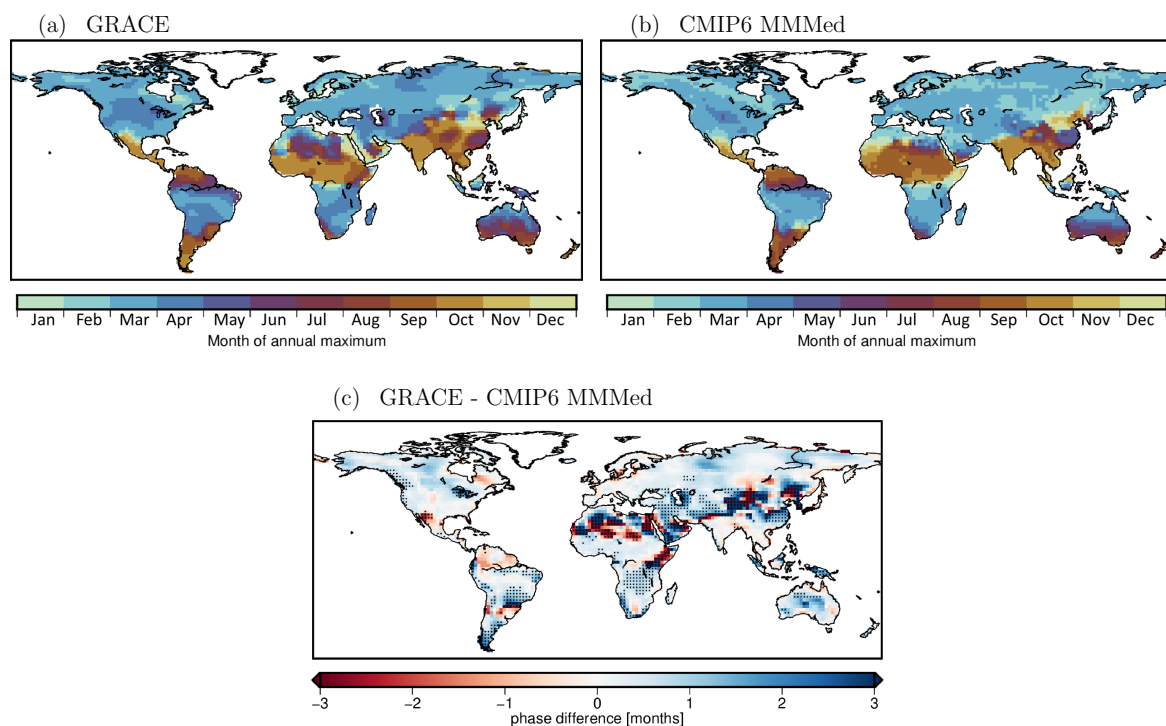 (a) GRACE
(b) CMIP6 MMMed
Jan Feb Mar Apr May Jun Jul Aug Sep Oct Nov Dec
Month of annual maximum
Jan Feb Mar Apr May Jun Jul Aug Sep Oct Nov Dec
Month of annual maximum
(c) GRACE - CMIP6 MMMed
−3 −2 −1 0 1 2 3
phase difference [months]